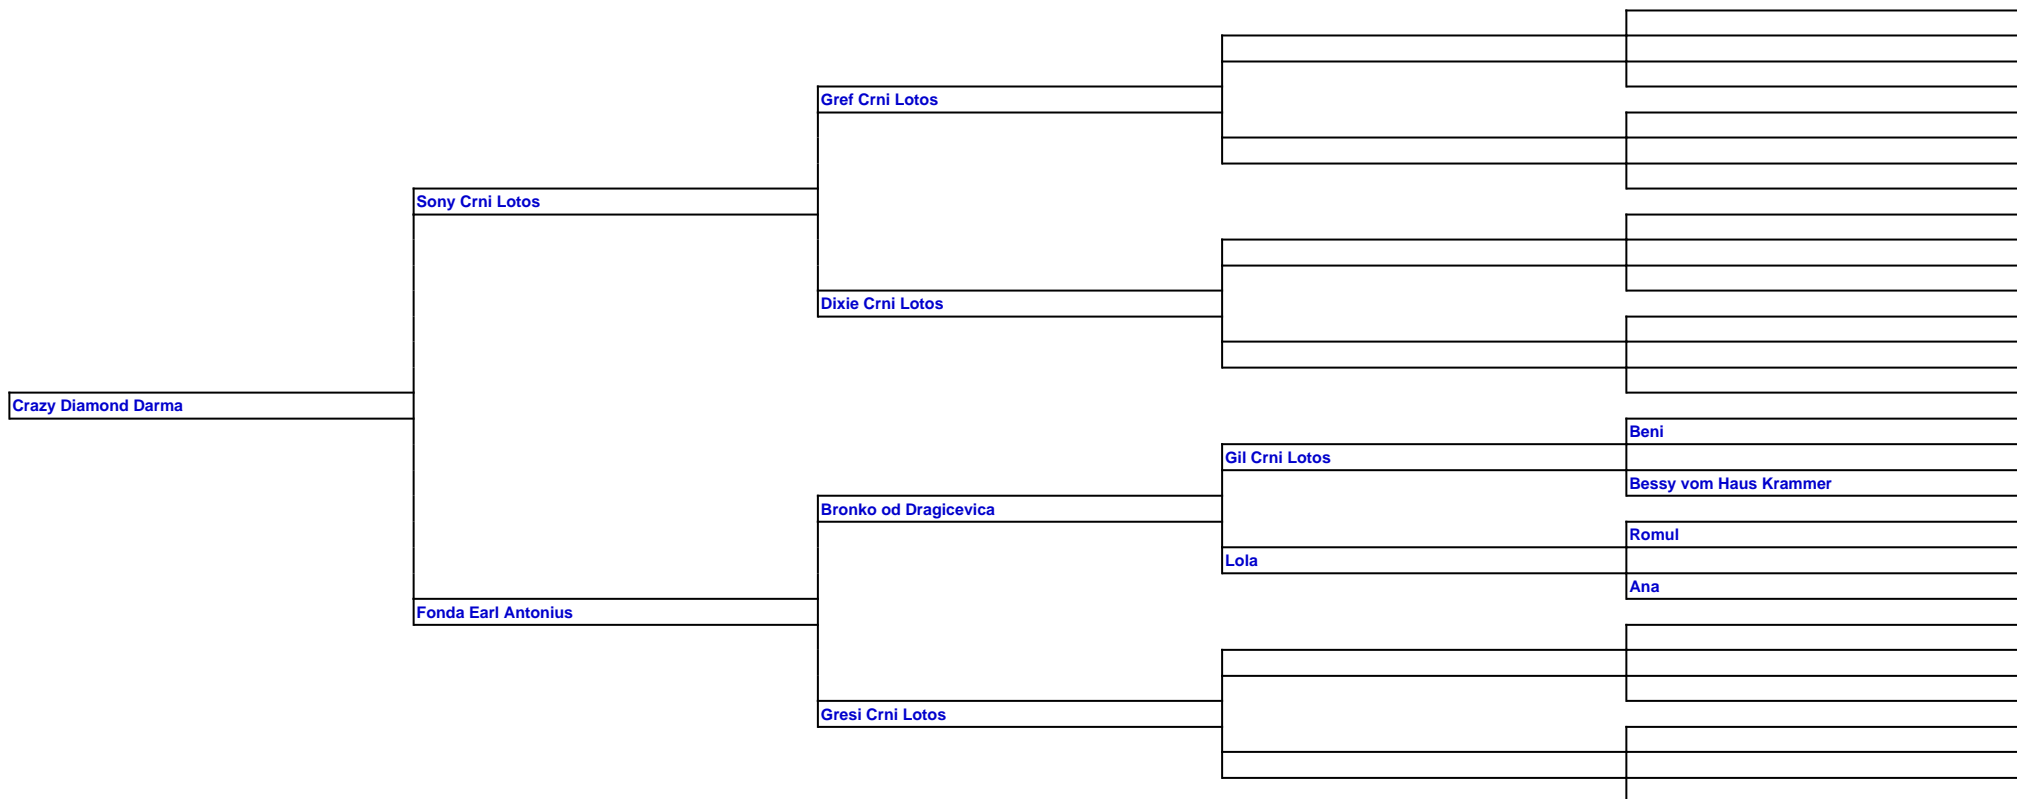 Gref Crni Lotos
Sony Crni Lotos
Dixie Crni Lotos
Crazy Diamond Darma
Beni
Gil Crni Lotos
Bessy vom Haus Krammer
Bronko od Dragicevica
Romul
Lola
Ana
Fonda Earl Antonius
Gresi Crni Lotos